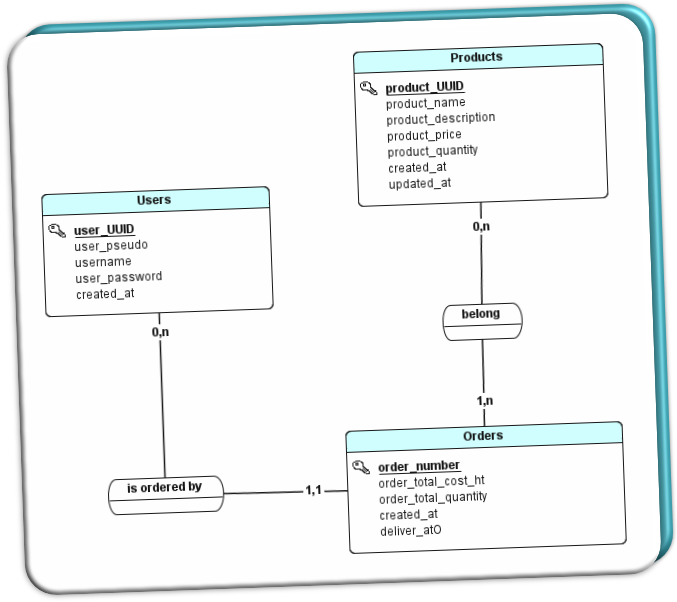 Products
product_UUID
product_name
product_description
product_price
product_quantity
created_at
updated_at
0,n
Users
user_UUID
user_pseudo
username
user_password
created_at
0,n
belong
1,n
Orders
order_number
order_total_cost_ht
order_total_quantity
created_at
deliver_atO
is ordered by
1,1